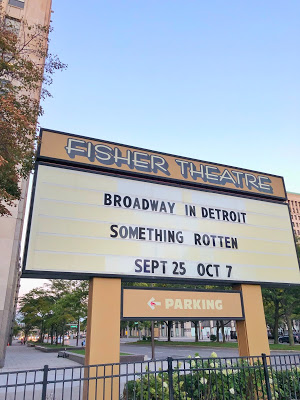 FISHER THEATRE
BROADWAY IN DETROIT
SOMETHING ROTTEN
SEPT 25 OCT 7
PARKING